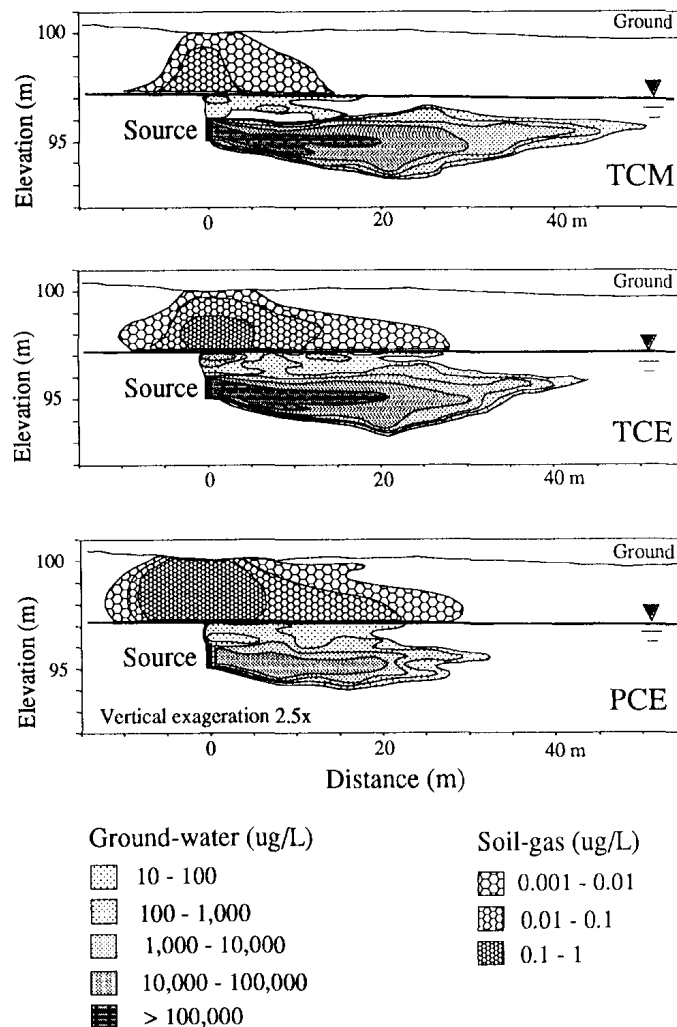 Ground
100
Elevation (m)
Source
95
TCM
0
20
40 m
Ground
100
Elevation (m)
Source
95
TCE
0
20
40 m
Ground
100
Elevation (m)
Source
95
Vertical exageration 2.5x
PCE
0
20
40 m
Distance (m)
Ground-water (ug/L)
10 - 100
100 - 1,000
1,000 - 10,000
10,000 - 100,000
> 100,000
Soil-gas (ug/L)
0.001 - 0.01
0.01 - 0.1
0.1 - 1